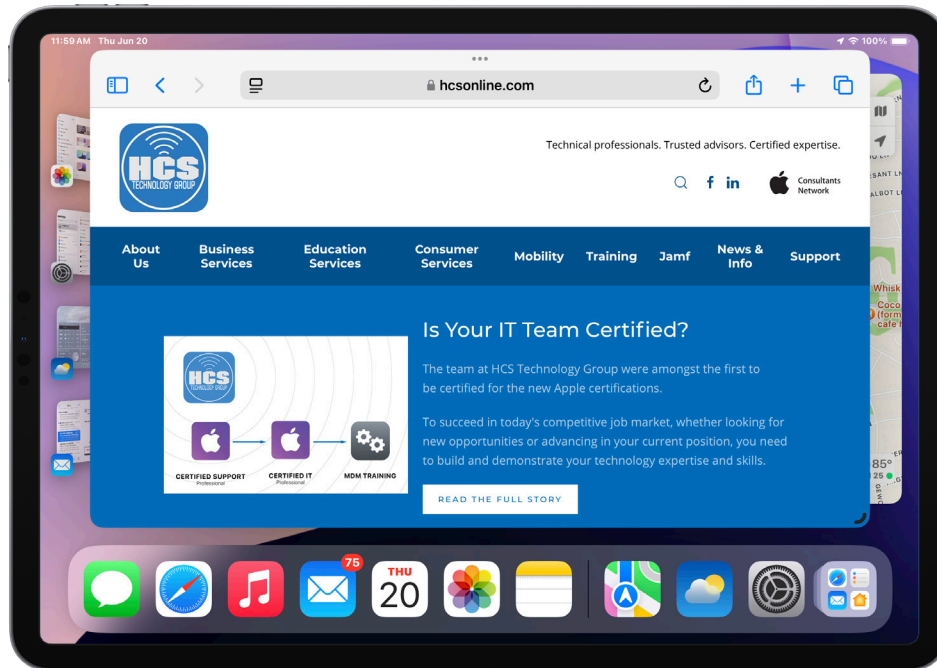 11:59 AM Thu Jun 20
100%
hcsonline.com
HCS
TECHNOLOGY GROUP
Technical professionals. Trusted advisors. Certified expertise.
f in
Consultants
Network
About
Us
Business
Services
Education
Services
Consumer
Services
Mobility
Training
Jamf
News &
Info
Support
HCS
TECHNOLOGY GROUP
CERTIFIED SUPPORT
Professional
CERTIFIED IT
Professional
MDM TRAINING
Is Your IT Team Certified?
The team at HCS Technology Group were amongst the first to
be certified for the new Apple certifications.
To succeed in today's competitive job market, whether looking for
new opportunities or advancing in your current position, you need
to build and demonstrate your technology expertise and skills.
READ THE FULL STORY
Whisk
Coco
(form
cafe
85°
25
75
THU
20